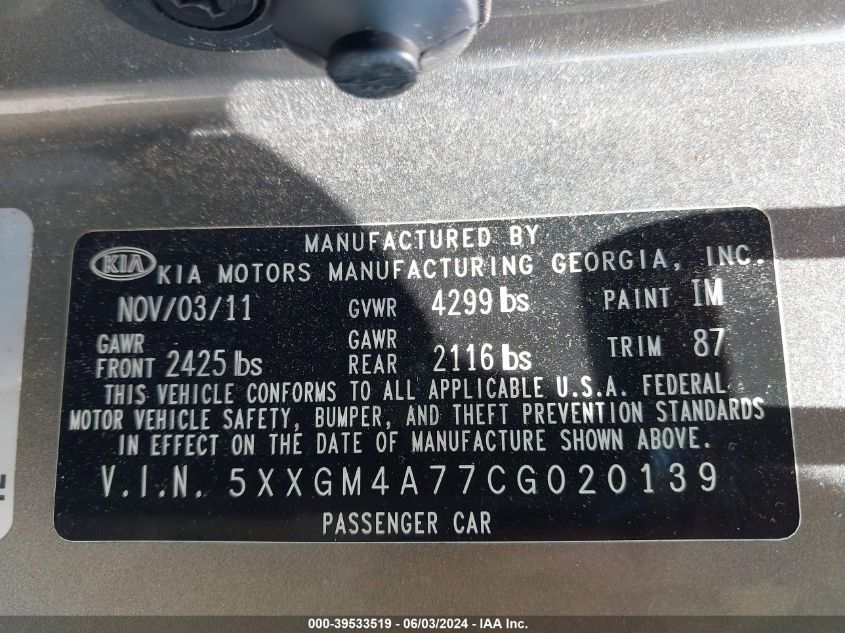 MANUFACTURED BY
KIA KIA MOTORS MANUFACTURING GEORGIA, INC.
NOV/03/11 GVWR 4299 lbs PAINT IM
GAWR FRONT 2425 lbs GAWR REAR 2116 lbs TRIM 87
THIS VEHICLE CONFORMS TO ALL APPLICABLE U.S.A. FEDERAL
MOTOR VEHICLE SAFETY, BUMPER, AND THEFT PREVENTION STANDARDS
IN EFFECT ON THE DATE OF MANUFACTURE SHOWN ABOVE.
V.I.N. 5XXGM4A77CG020139
PASSENGER CAR
000-39533519 - 06/03/2024 - IAA Inc.